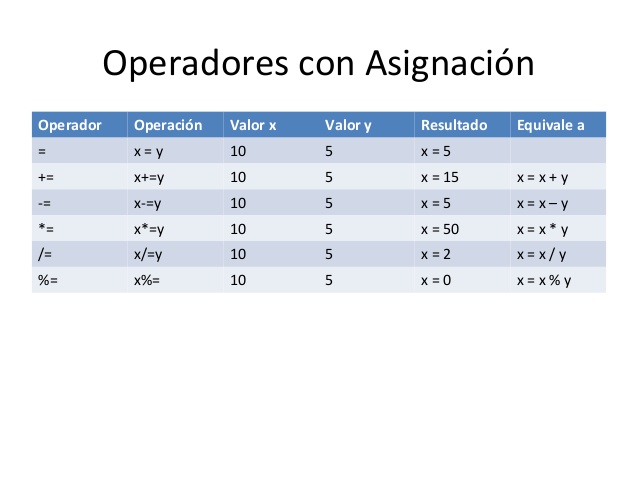 Operadores con Asignación
Operador Operación Valor x Valor y Resultado Equivale a
= x = y 10 5 x = 5
+= x+=y 10 5 x = 15 x = x + y
-= x-=y 10 5 x = 5 x = x – y
*= x*=y 10 5 x = 50 x = x * y
/= x/=y 10 5 x = 2 x = x / y
%= x%= 10 5 x = 0 x = x % y